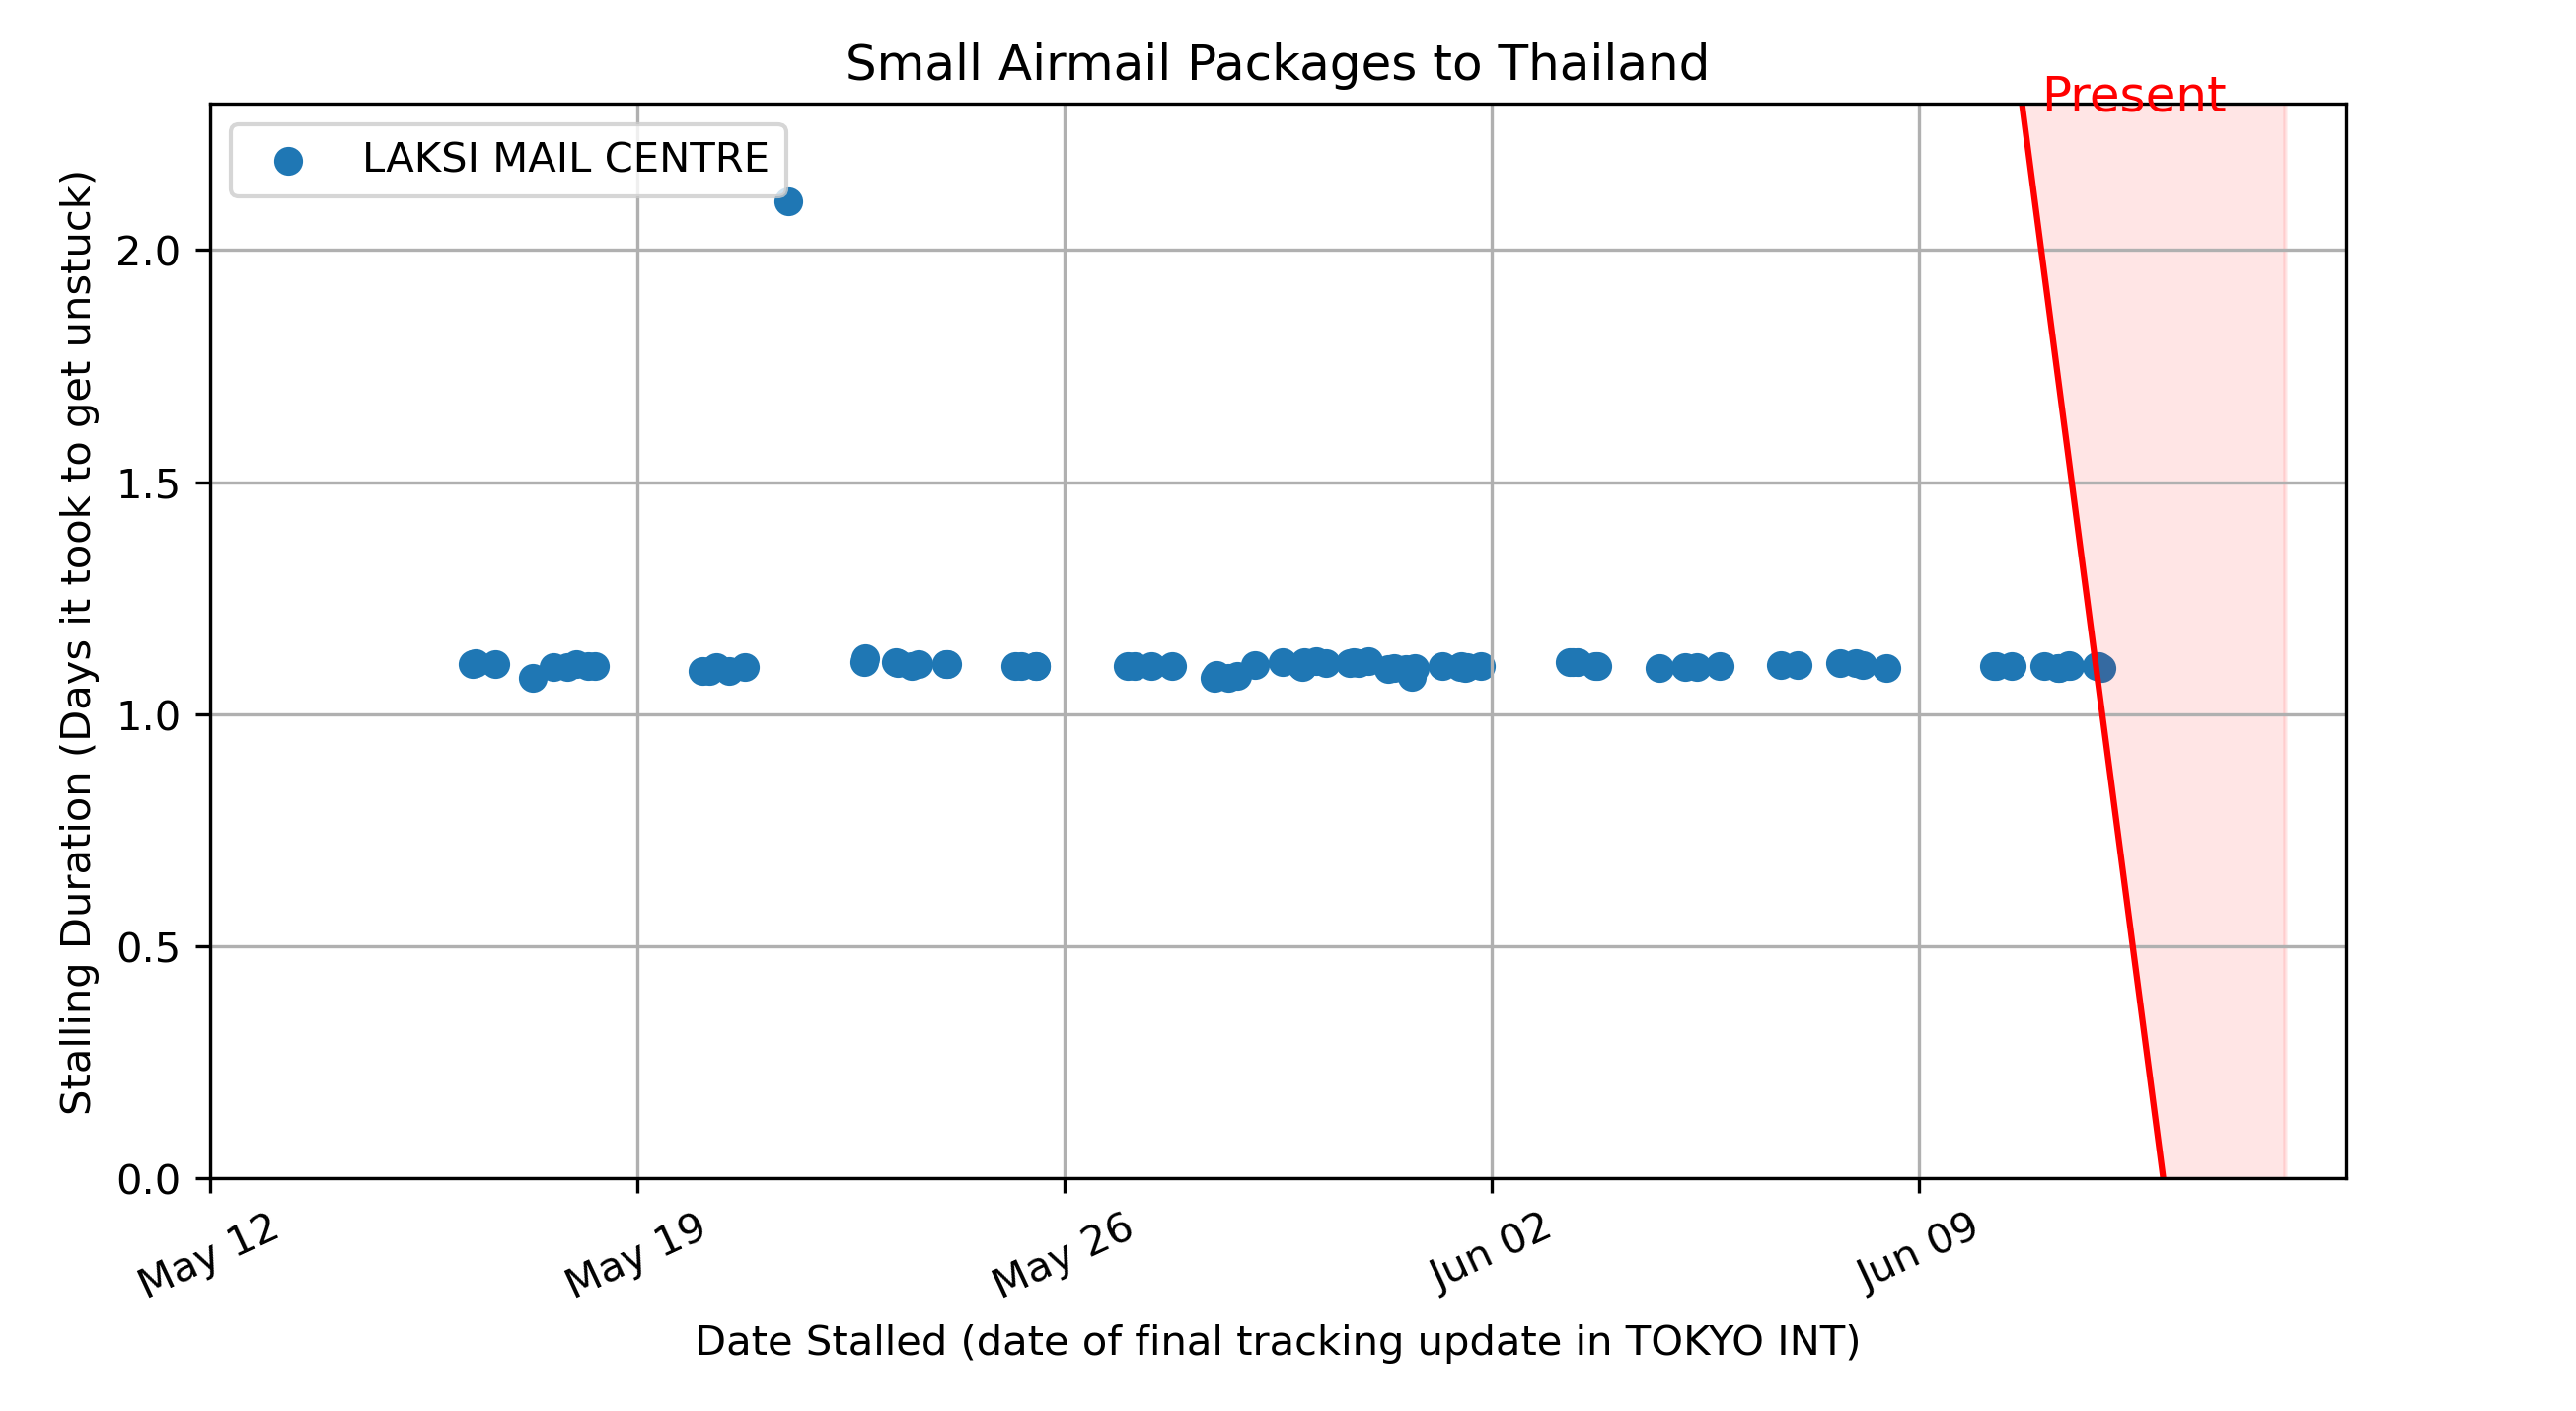 Small Airmail Packages to Thailand
Present
LAKSI MAIL CENTRE
Stalling Duration (Days it took to get unstuck)
2.0
1.5
1.0
0.5
0.0
May 12
May 19
May 26
Jun 02
Jun 09
Date Stalled (date of final tracking update in TOKYO INT)